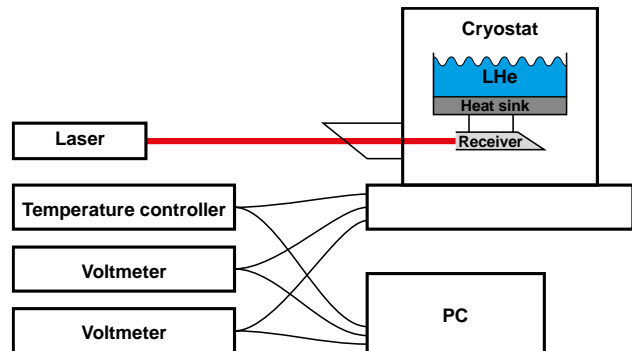 Cryostat
LHe
Heat sink
Receiver
Laser
Temperature controller
Voltmeter
Voltmeter
PC